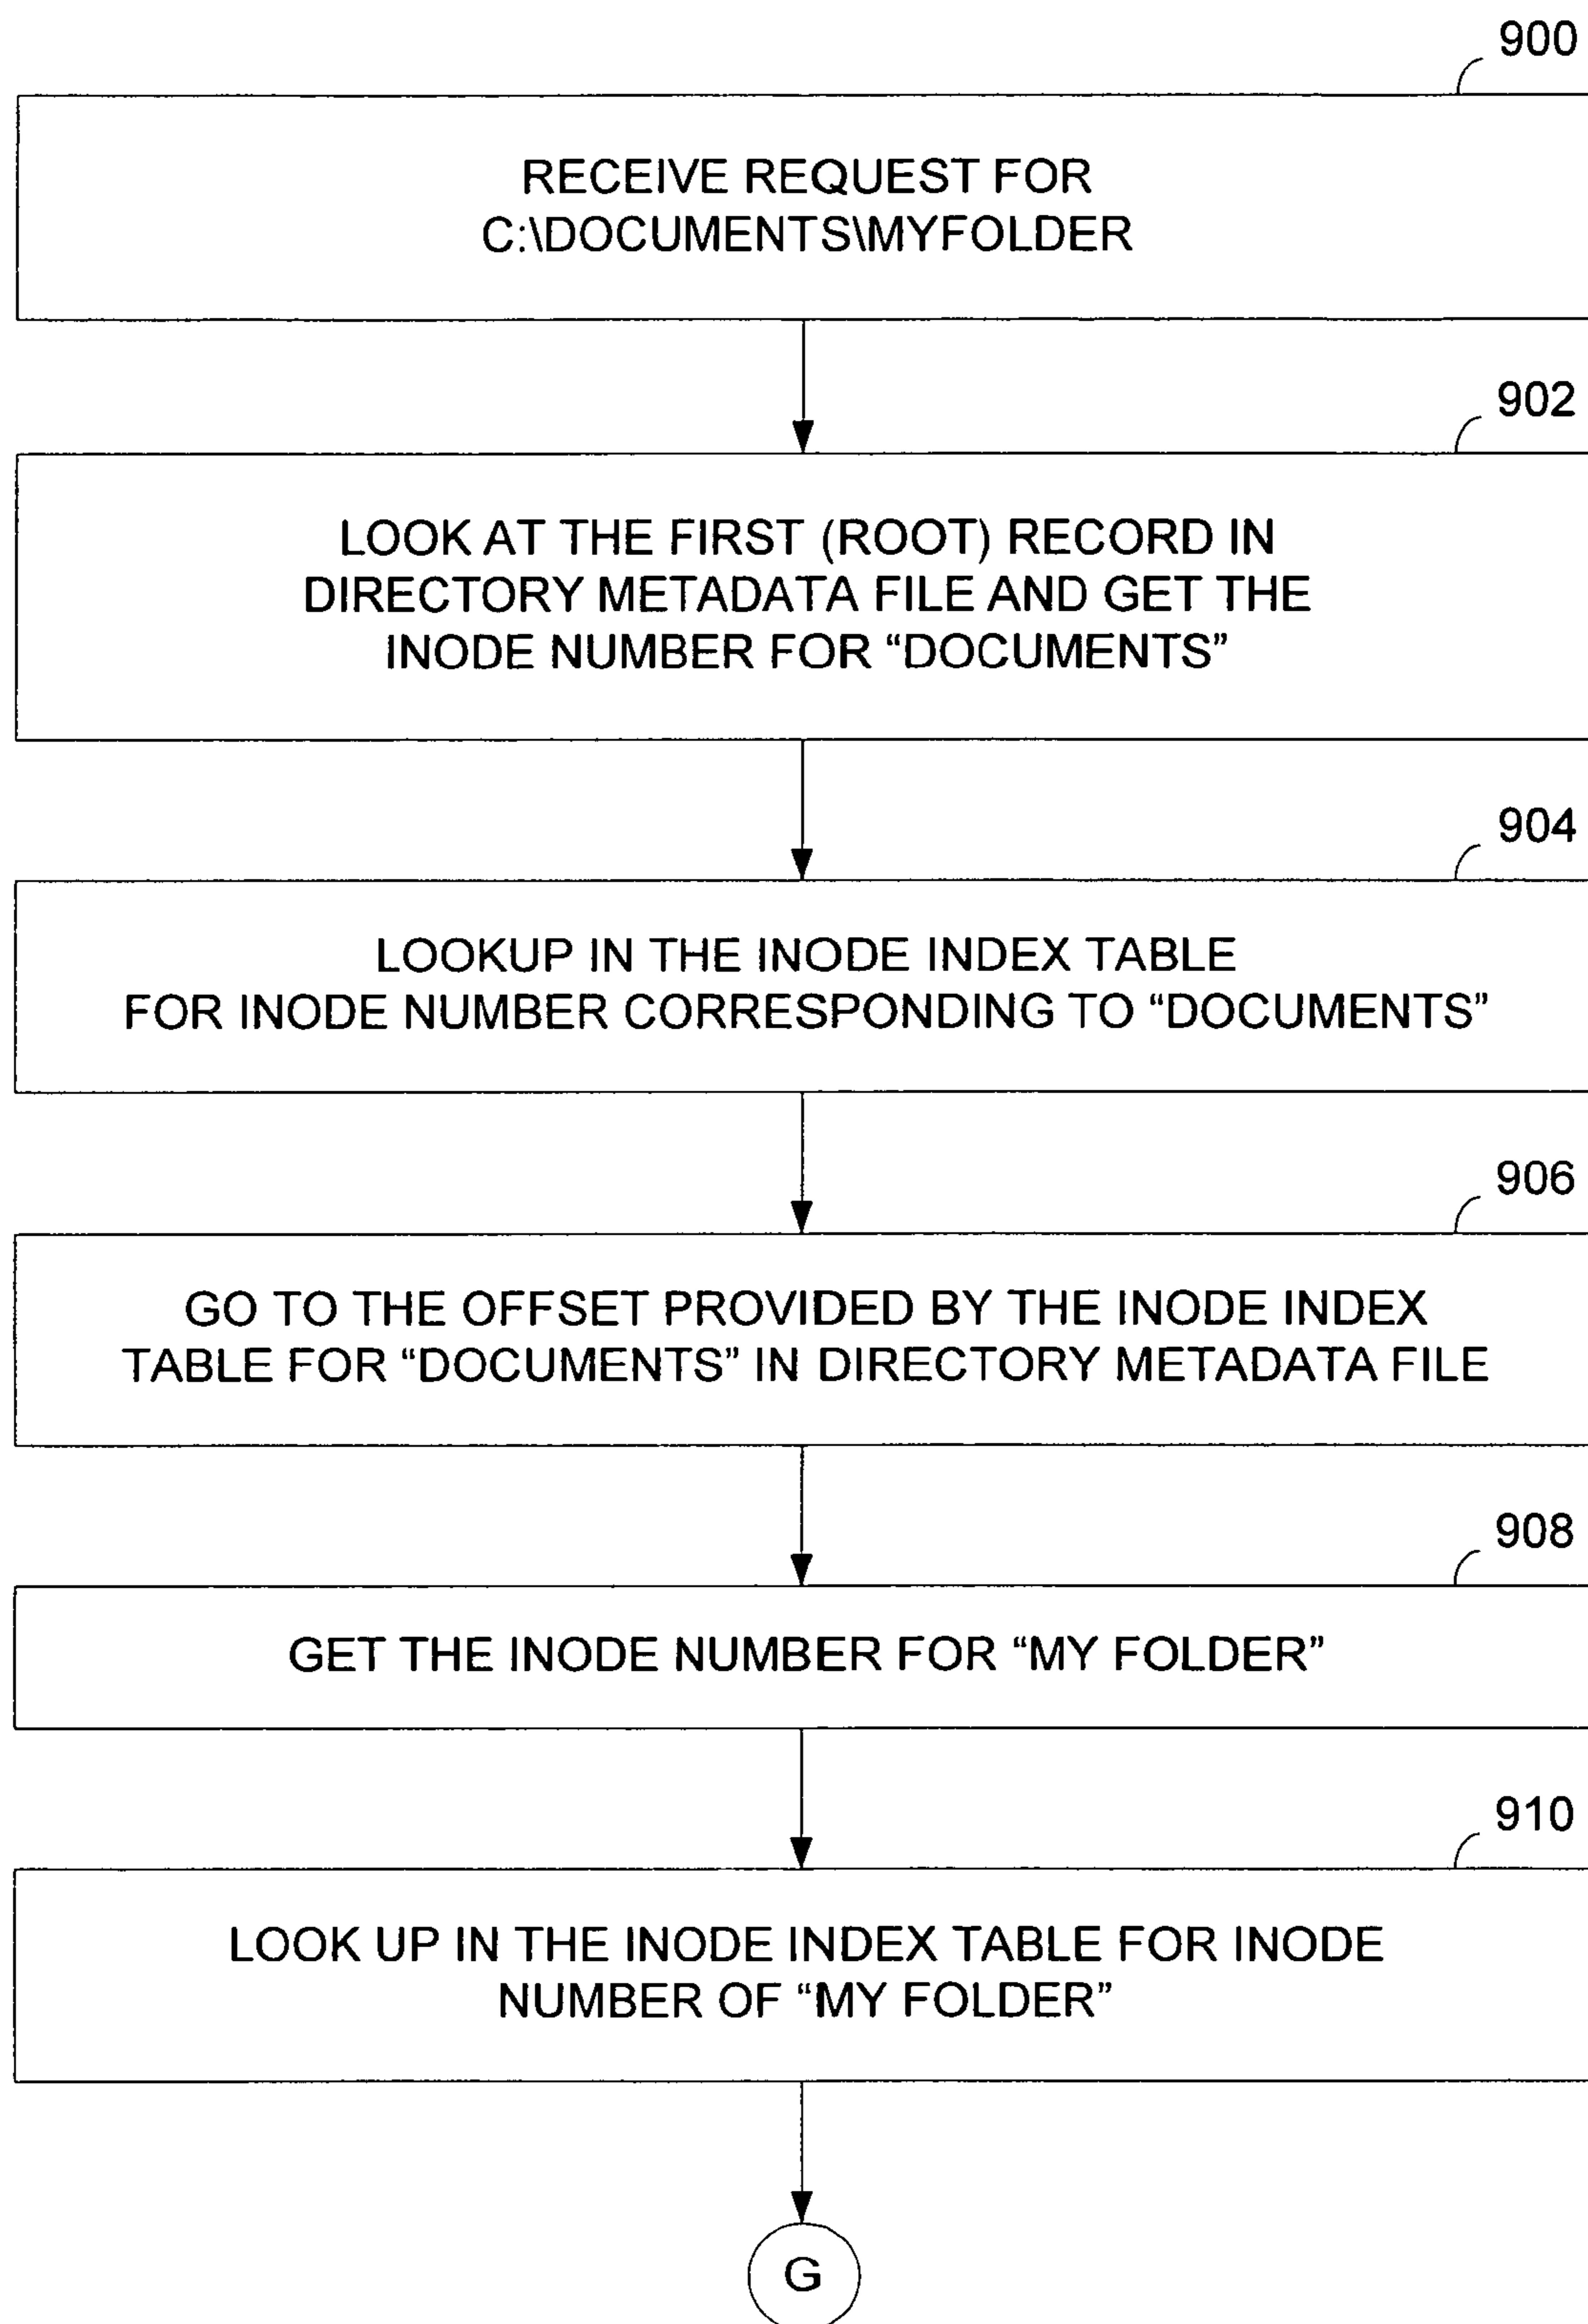 900
RECEIVE REQUEST FOR
C:\DOCUMENTS\MYFOLDER
902
LOOK AT THE FIRST (ROOT) RECORD IN
DIRECTORY METADATA FILE AND GET THE
INODE NUMBER FOR “DOCUMENTS”
904
LOOKUP IN THE INODE INDEX TABLE
FOR INODE NUMBER CORRESPONDING TO “DOCUMENTS”
906
GO TO THE OFFSET PROVIDED BY THE INODE INDEX
TABLE FOR “DOCUMENTS” IN DIRECTORY METADATA FILE
908
GET THE INODE NUMBER FOR “MY FOLDER”
910
LOOK UP IN THE INODE INDEX TABLE FOR INODE
NUMBER OF “MY FOLDER”
G